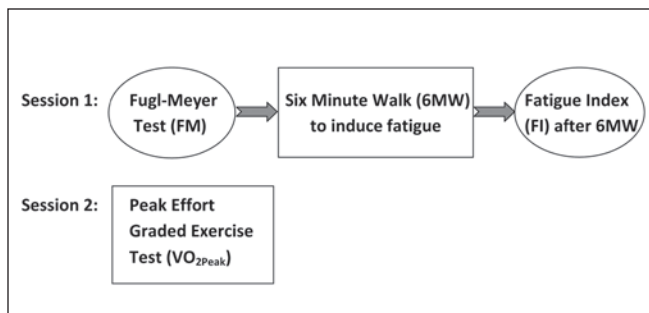 Session 1:
Fugl-Meyer
Test (FM)
Six Minute Walk (6MW)
to induce fatigue
Fatigue Index
(FI) after 6MW
Session 2:
Peak Effort
Graded Exercise
Test (VO2Peak)